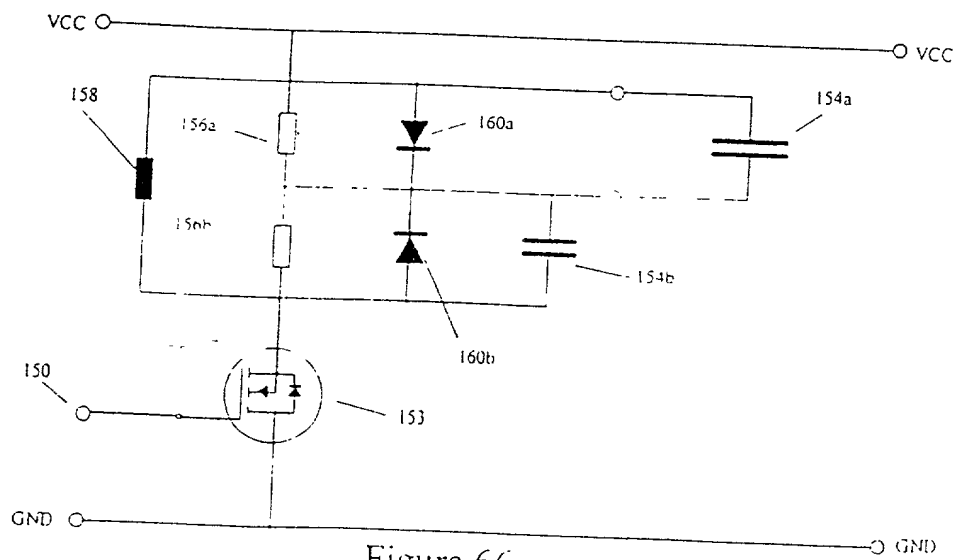 VCC
VCC
158
156a
160a
154a
156b
154b
160b
150
153
GND
GND
Figure 66